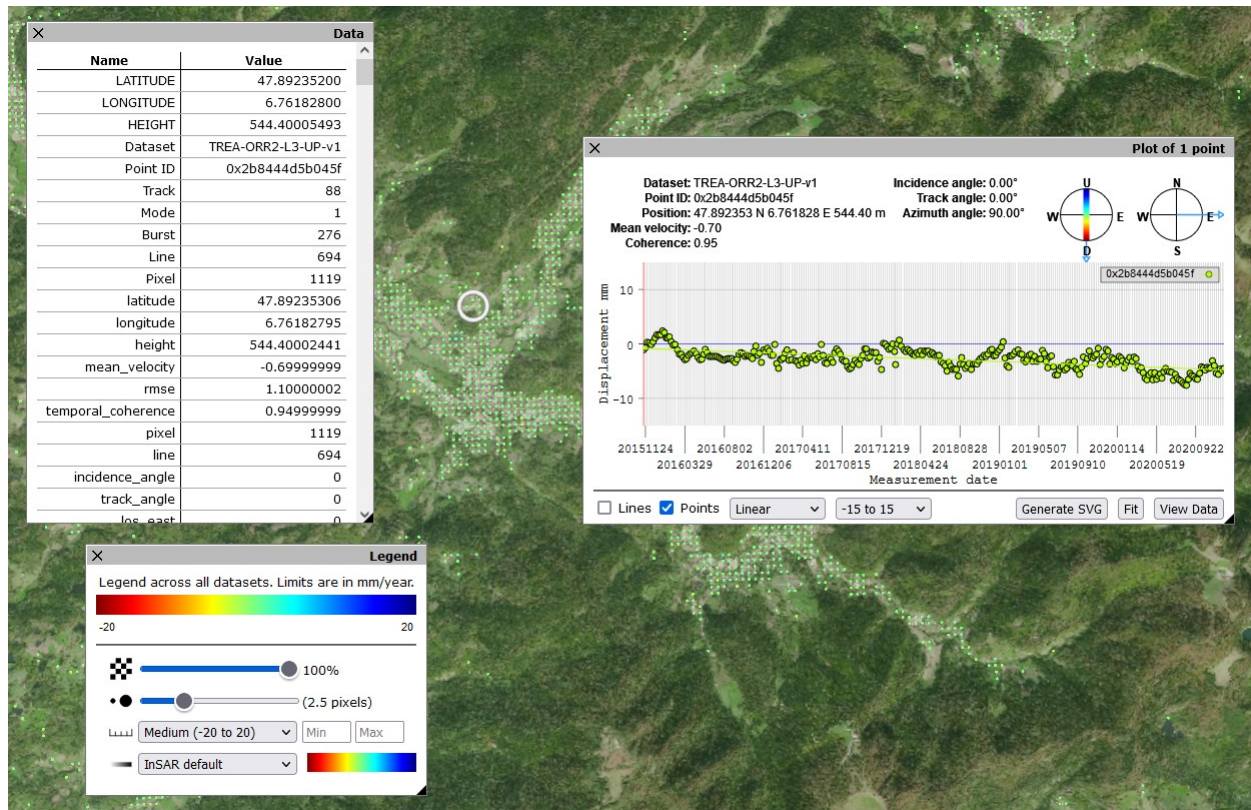 Data
Name Value
LATITUDE 47.89235200
LONGITUDE 6.76182800
HEIGHT 544.40005493
Dataset TREA-ORR2-L3-UP-v1
Point ID 0x2b8444d5b045f
Track 88
Mode 1
Burst 276
Line 694
Pixel 1119
latitude 47.89235306
longitude 6.76182795
height 544.40002441
mean_velocity -0.69999999
rmse 1.10000002
temporal_coherence 0.94999999
pixel 1119
line 694
incidence_angle 0
track_angle 0
los_east 0
Plot of 1 point
Dataset: TREA-ORR2-L3-UP-v1
Point ID: 0x2b8444d5b045f
Position: 47.892353 N 6.761828 E 544.40 m
Mean velocity: -0.70
Coherence: 0.95
Incidence angle: 0.00°
Track angle: 0.00°
Azimuth angle: 90.00°
U
W E
D
N
W E
S
0x2b8444d5b045f
Displacement mm
10
0
-10
20151124 20160802 20170411 20171219 20180828 20190507 20200114 20200922
20160329 20161206 20170815 20180424 20190101 20190910 20200519
Measurement date
Lines Points Linear -15 to 15 Generate SVG Fit View Data
Legend
Legend across all datasets. Limits are in mm/year.
-20 20
100%
(2.5 pixels)
Medium (-20 to 20) Min Max
InSAR default